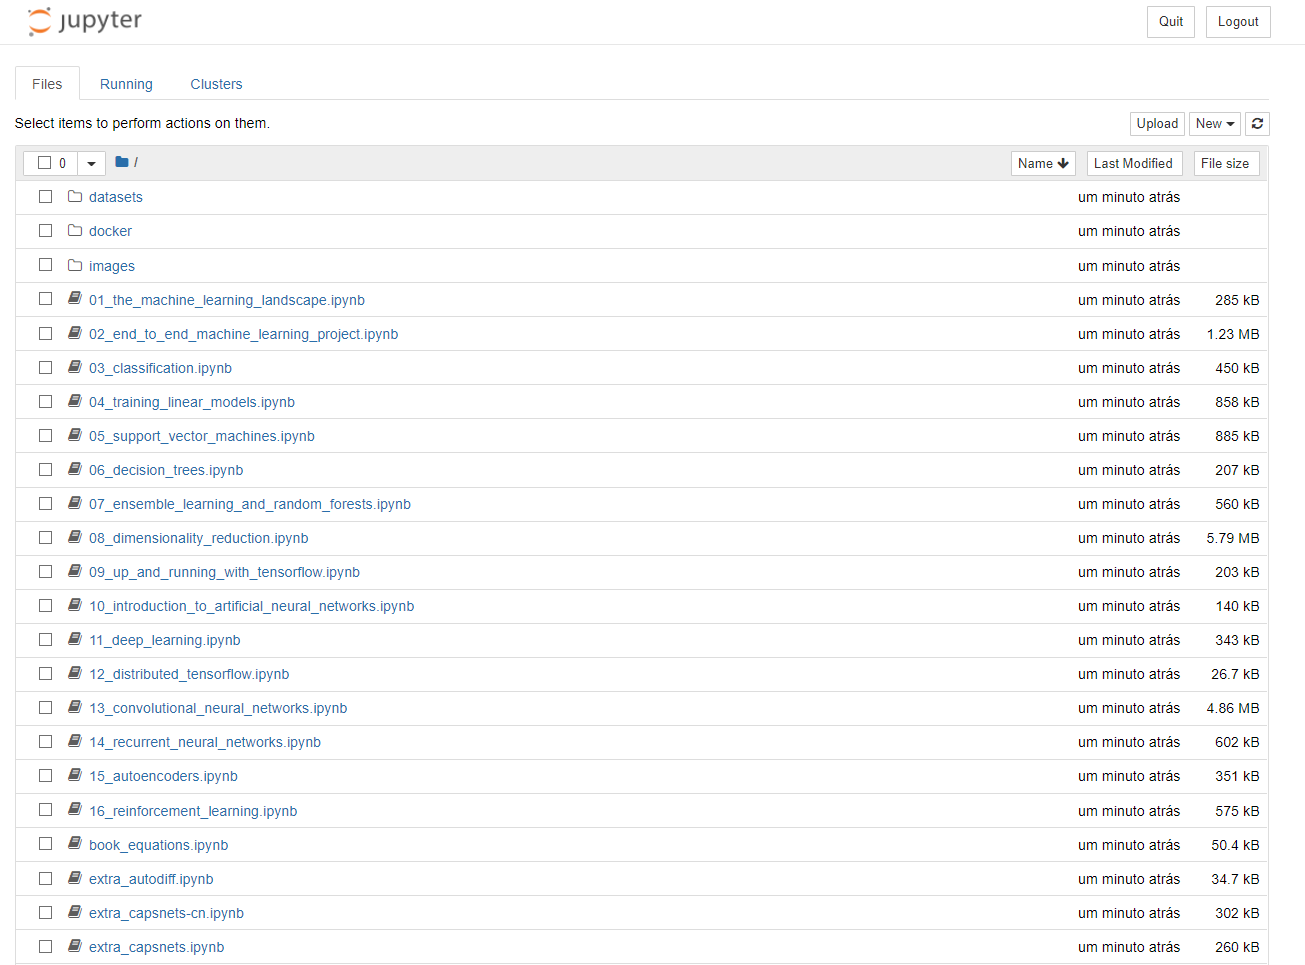 jupyter Quit Logout
Files Running Clusters
Select items to perform actions on them. Upload New
0 / Name Last Modified File size
datasets um minuto atrás
docker um minuto atrás
images um minuto atrás
01_the_machine_learning_landscape.ipynb um minuto atrás 285 kB
02_end_to_end_machine_learning_project.ipynb um minuto atrás 1.23 MB
03_classification.ipynb um minuto atrás 450 kB
04_training_linear_models.ipynb um minuto atrás 858 kB
05_support_vector_machines.ipynb um minuto atrás 885 kB
06_decision_trees.ipynb um minuto atrás 207 kB
07_ensemble_learning_and_random_forests.ipynb um minuto atrás 560 kB
08_dimensionality_reduction.ipynb um minuto atrás 5.79 MB
09_up_and_running_with_tensorflow.ipynb um minuto atrás 203 kB
10_introduction_to_artificial_neural_networks.ipynb um minuto atrás 140 kB
11_deep_learning.ipynb um minuto atrás 343 kB
12_distributed_tensorflow.ipynb um minuto atrás 26.7 kB
13_convolutional_neural_networks.ipynb um minuto atrás 4.86 MB
14_recurrent_neural_networks.ipynb um minuto atrás 602 kB
15_autoencoders.ipynb um minuto atrás 351 kB
16_reinforcement_learning.ipynb um minuto atrás 575 kB
book_equations.ipynb um minuto atrás 50.4 kB
extra_autodiff.ipynb um minuto atrás 34.7 kB
extra_capsnets-cn.ipynb um minuto atrás 302 kB
extra_capsnets.ipynb um minuto atrás 260 kB